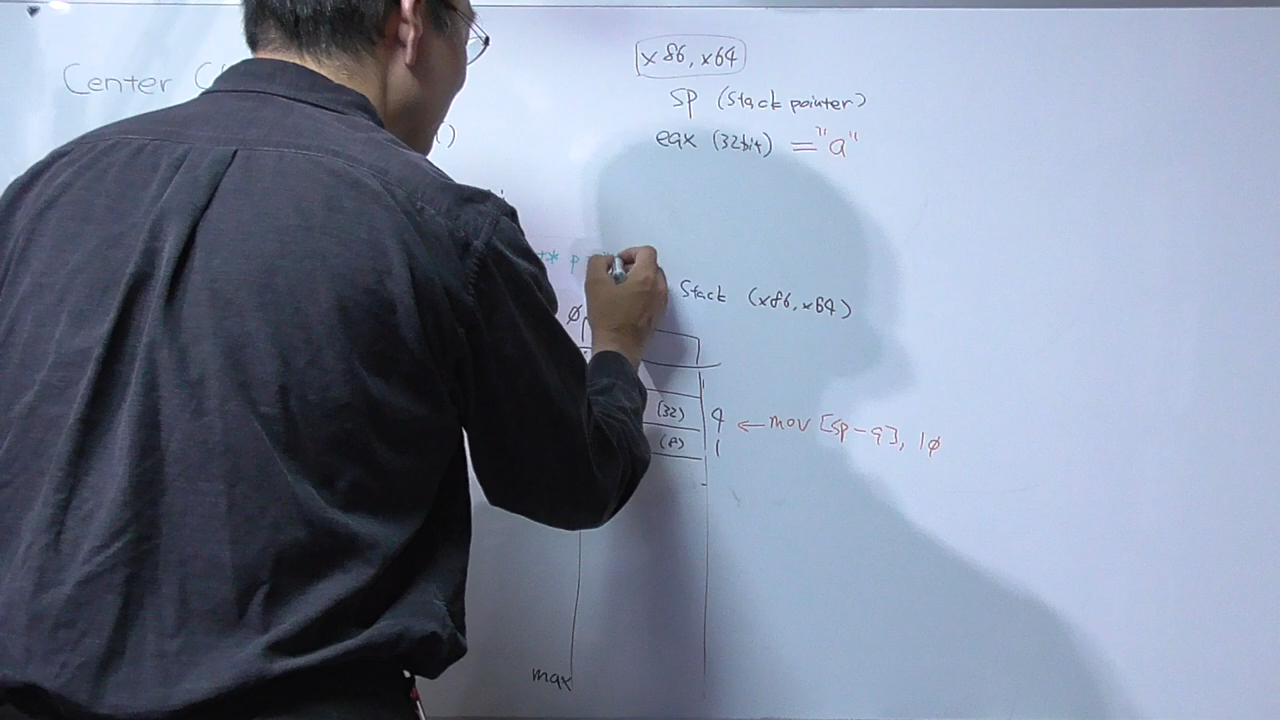 x86, x64
Center
SP (Stack pointer)
()
eax (32bit) = "a"
* p =
Stack (x86, x64)
ø
(32) 4 ← mov [sp-9], 1ø
(8) 1
max